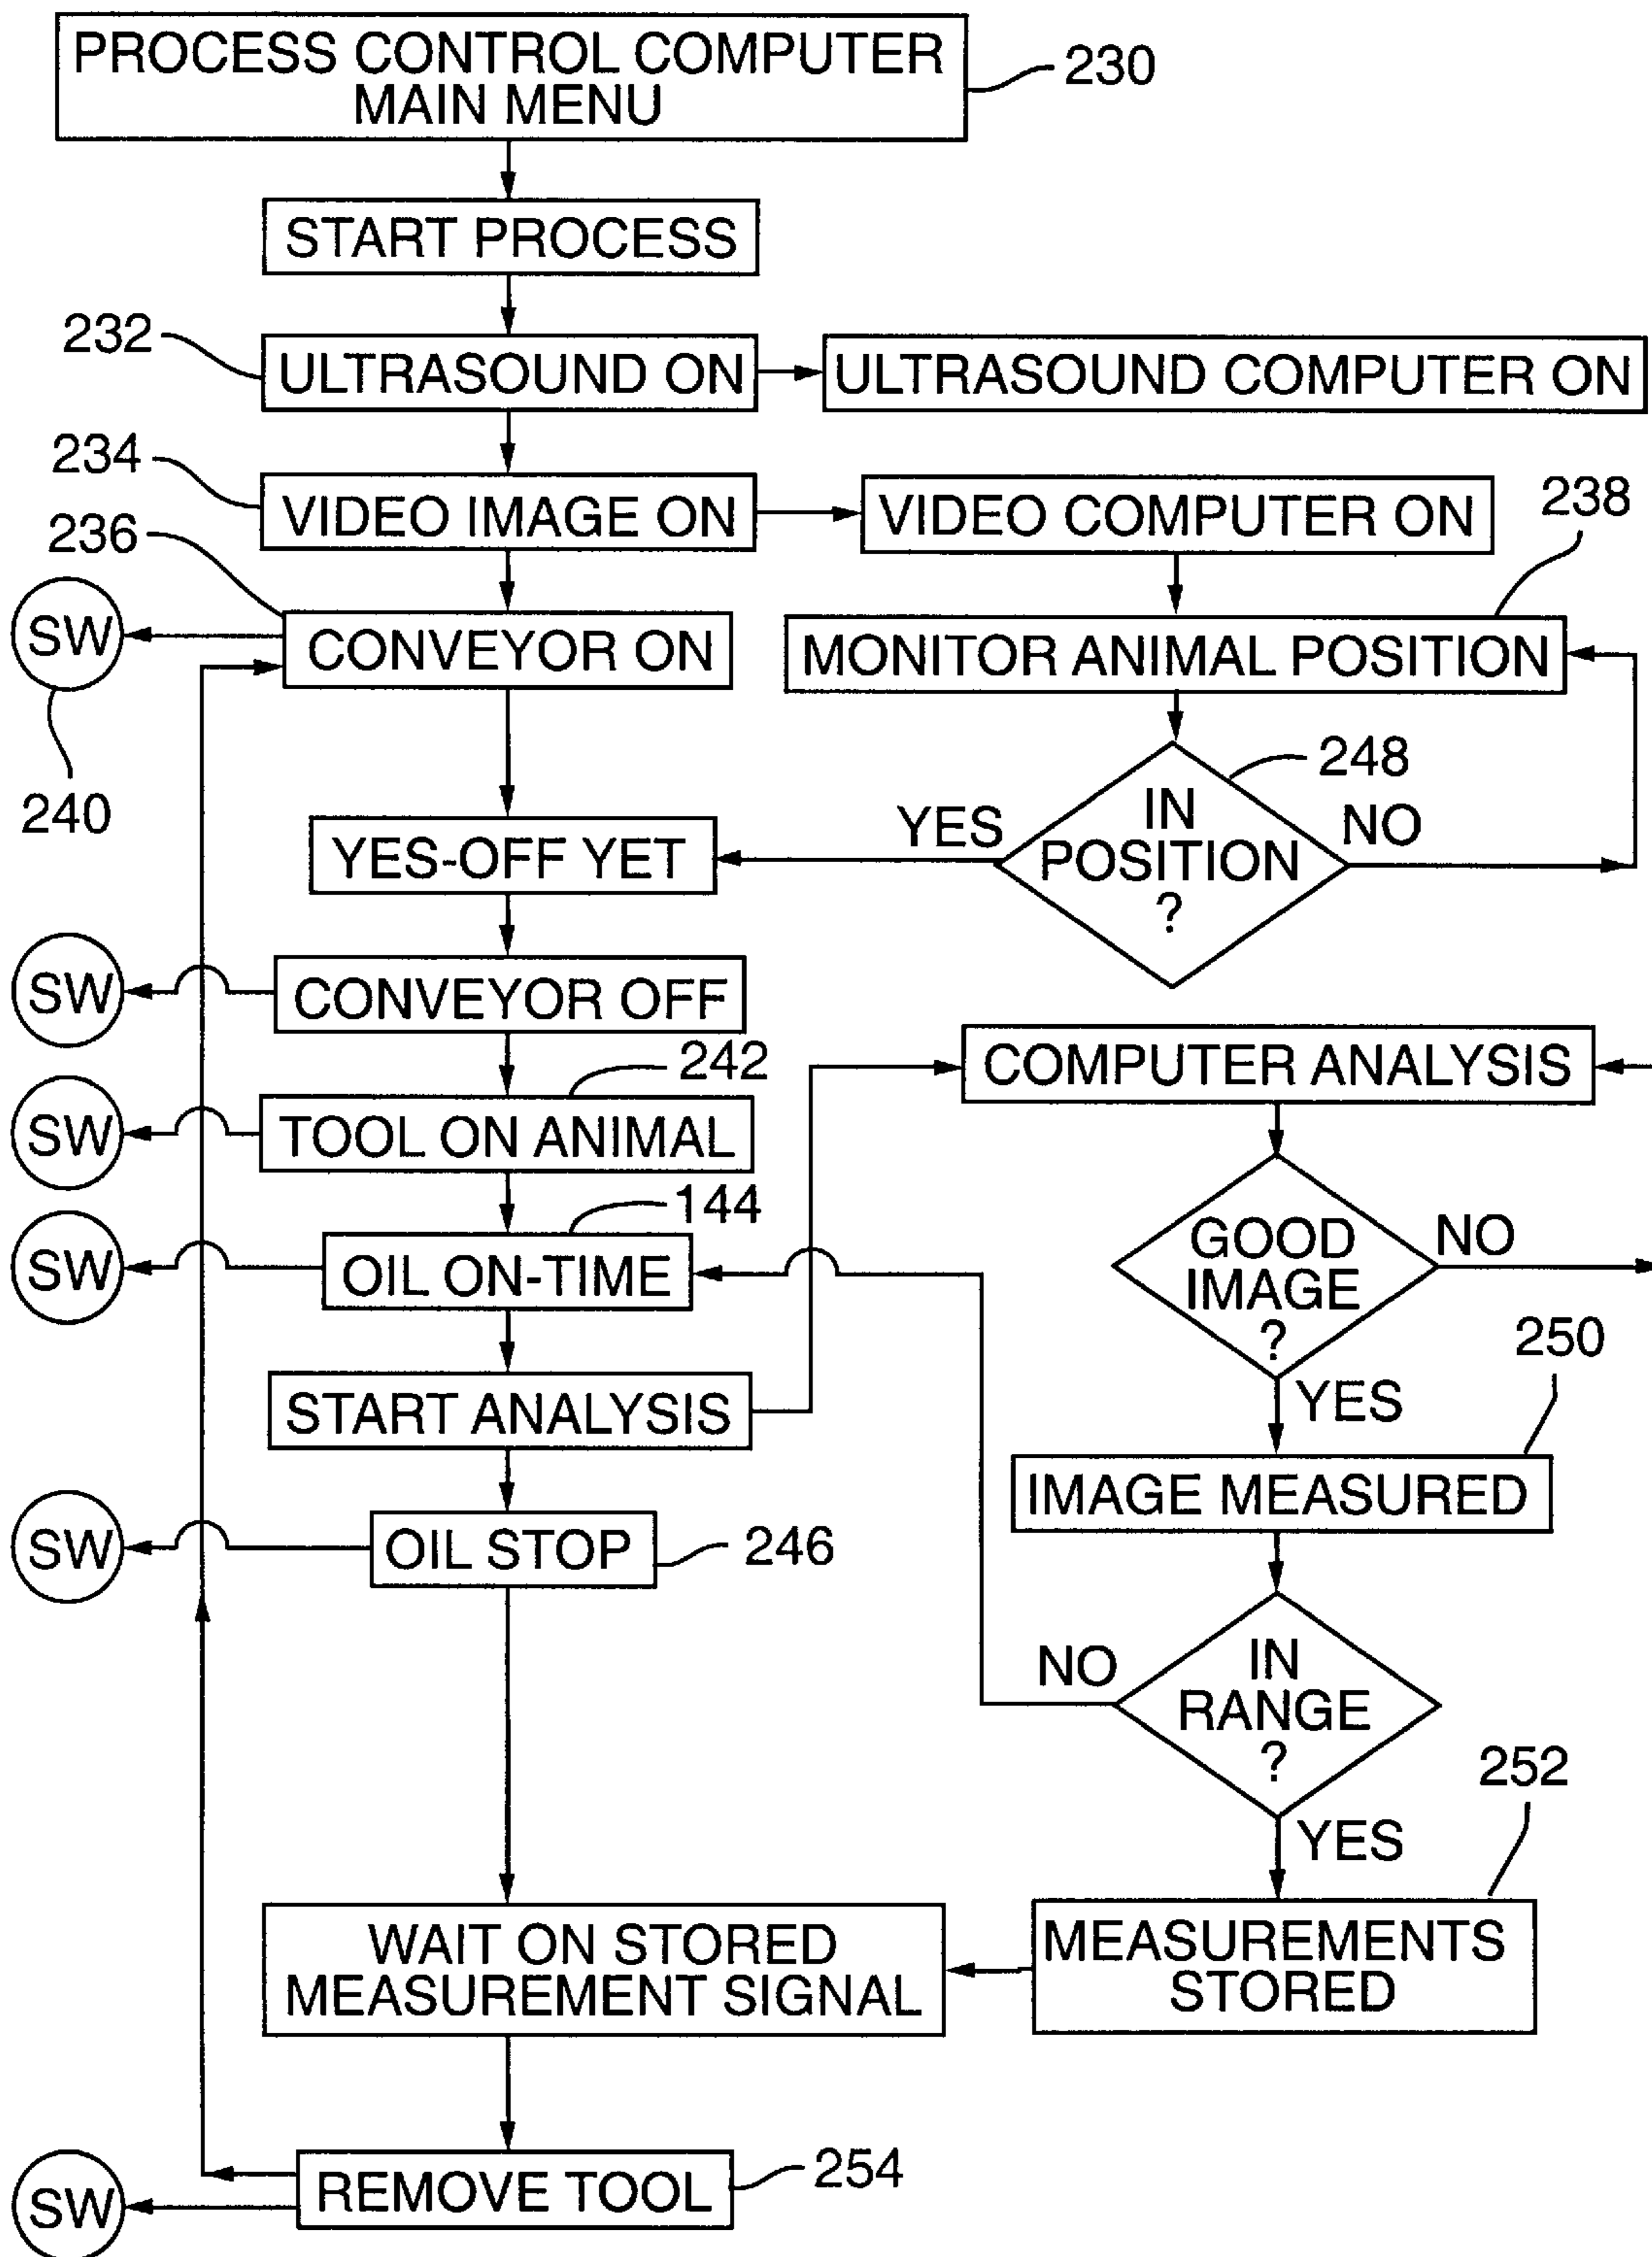 PROCESS CONTROL COMPUTER
MAIN MENU
230
START PROCESS
232
ULTRASOUND ON
ULTRASOUND COMPUTER ON
234
VIDEO IMAGE ON
VIDEO COMPUTER ON
238
236
SW
CONVEYOR ON
MONITOR ANIMAL POSITION
240
248
YES-OFF YET
YES
IN
POSITION
?
NO
SW
CONVEYOR OFF
242
COMPUTER ANALYSIS
SW
TOOL ON ANIMAL
144
SW
OIL ON-TIME
GOOD
IMAGE
?
NO
250
YES
START ANALYSIS
IMAGE MEASURED
SW
OIL STOP
246
NO
IN
RANGE
?
252
YES
WAIT ON STORED
MEASUREMENT SIGNAL
MEASUREMENTS
STORED
SW
REMOVE TOOL
254